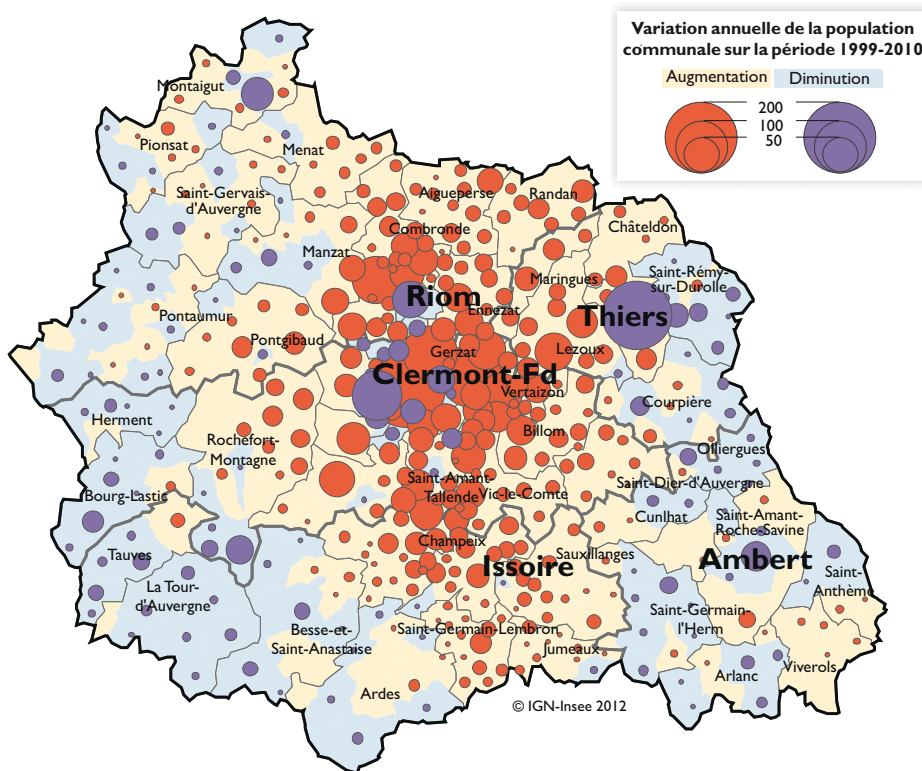 Variation annuelle de la population
communale sur la période 1999-2010
Augmentation Diminution
200
100
50
Montaigut
Pionsat
Menat
Saint-Gervais-
d'Auvergne
Aigueperse
Randan
Combronde
Châteldon
Manzat
Maringues
Saint-Rémy-
sur-Durolle
Riom
Ennezat
Thiers
Pontaumur
Pontgibaud
Gerzat
Lezoux
Clermont-Fd
Vertaizon
Courpière
Herment
Billom
Rochefort-
Montagne
Olliergues
Saint-Amant-
Tallende
Vic-le-Comte
Saint-Dier-d'Auvergne
Bourg-Lastic
Cunlhat
Saint-Amant-
Roche-Savine
Champeix
Tauves
Issoire
Sauxillanges
Ambert
Saint-
Anthème
La Tour-
d'Auvergne
Besse-et-
Saint-Anastaise
Saint-Germain-Lembron
Saint-Germain-
l'Herm
Jumeaux
Arlanc
Viverols
Ardes
© IGN-Insee 2012